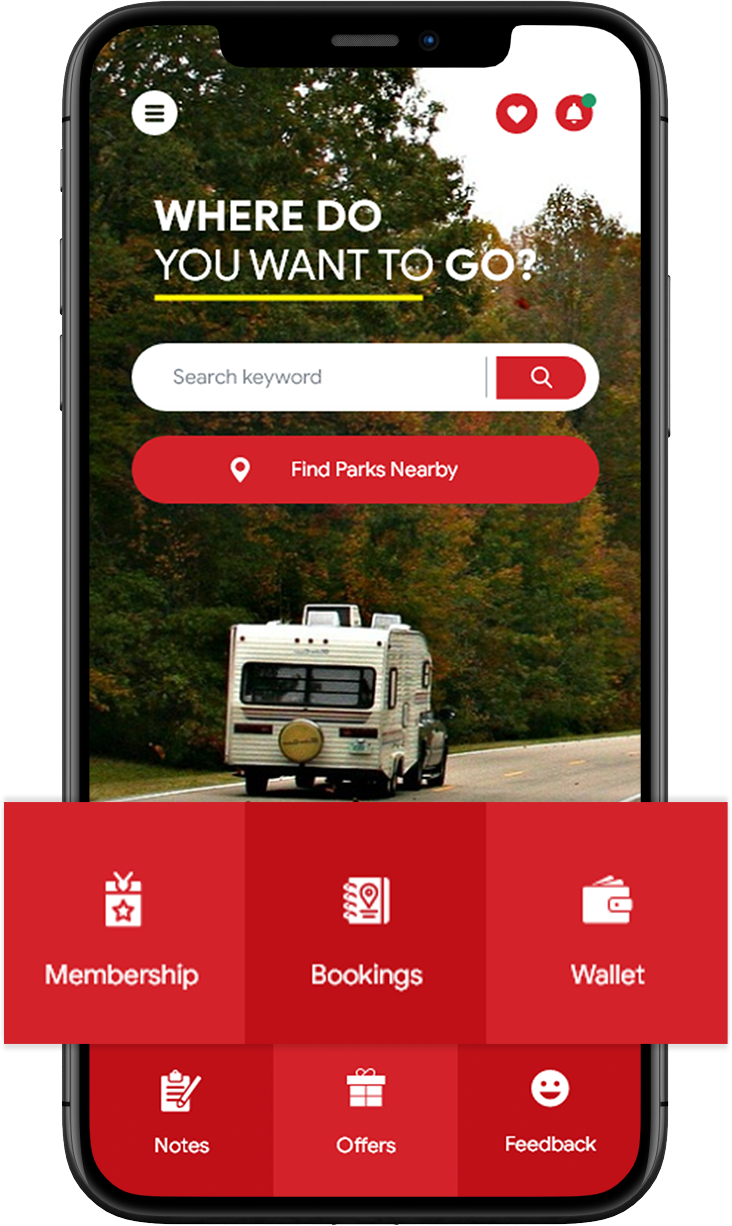 WHERE DO
YOU WANT TO GO?
Search keyword
Find Parks Nearby
Membership
Bookings
Wallet
Notes
Offers
Feedback